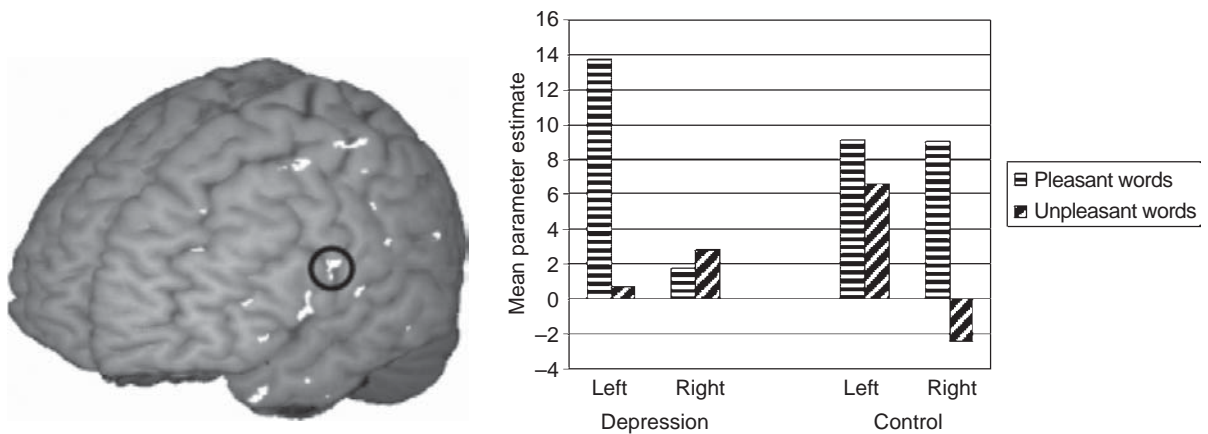 Mean parameter estimate
16
14
12
10
8
6
4
2
0
–2
–4
Left Right Left Right
Depression Control
Pleasant words
Unpleasant words